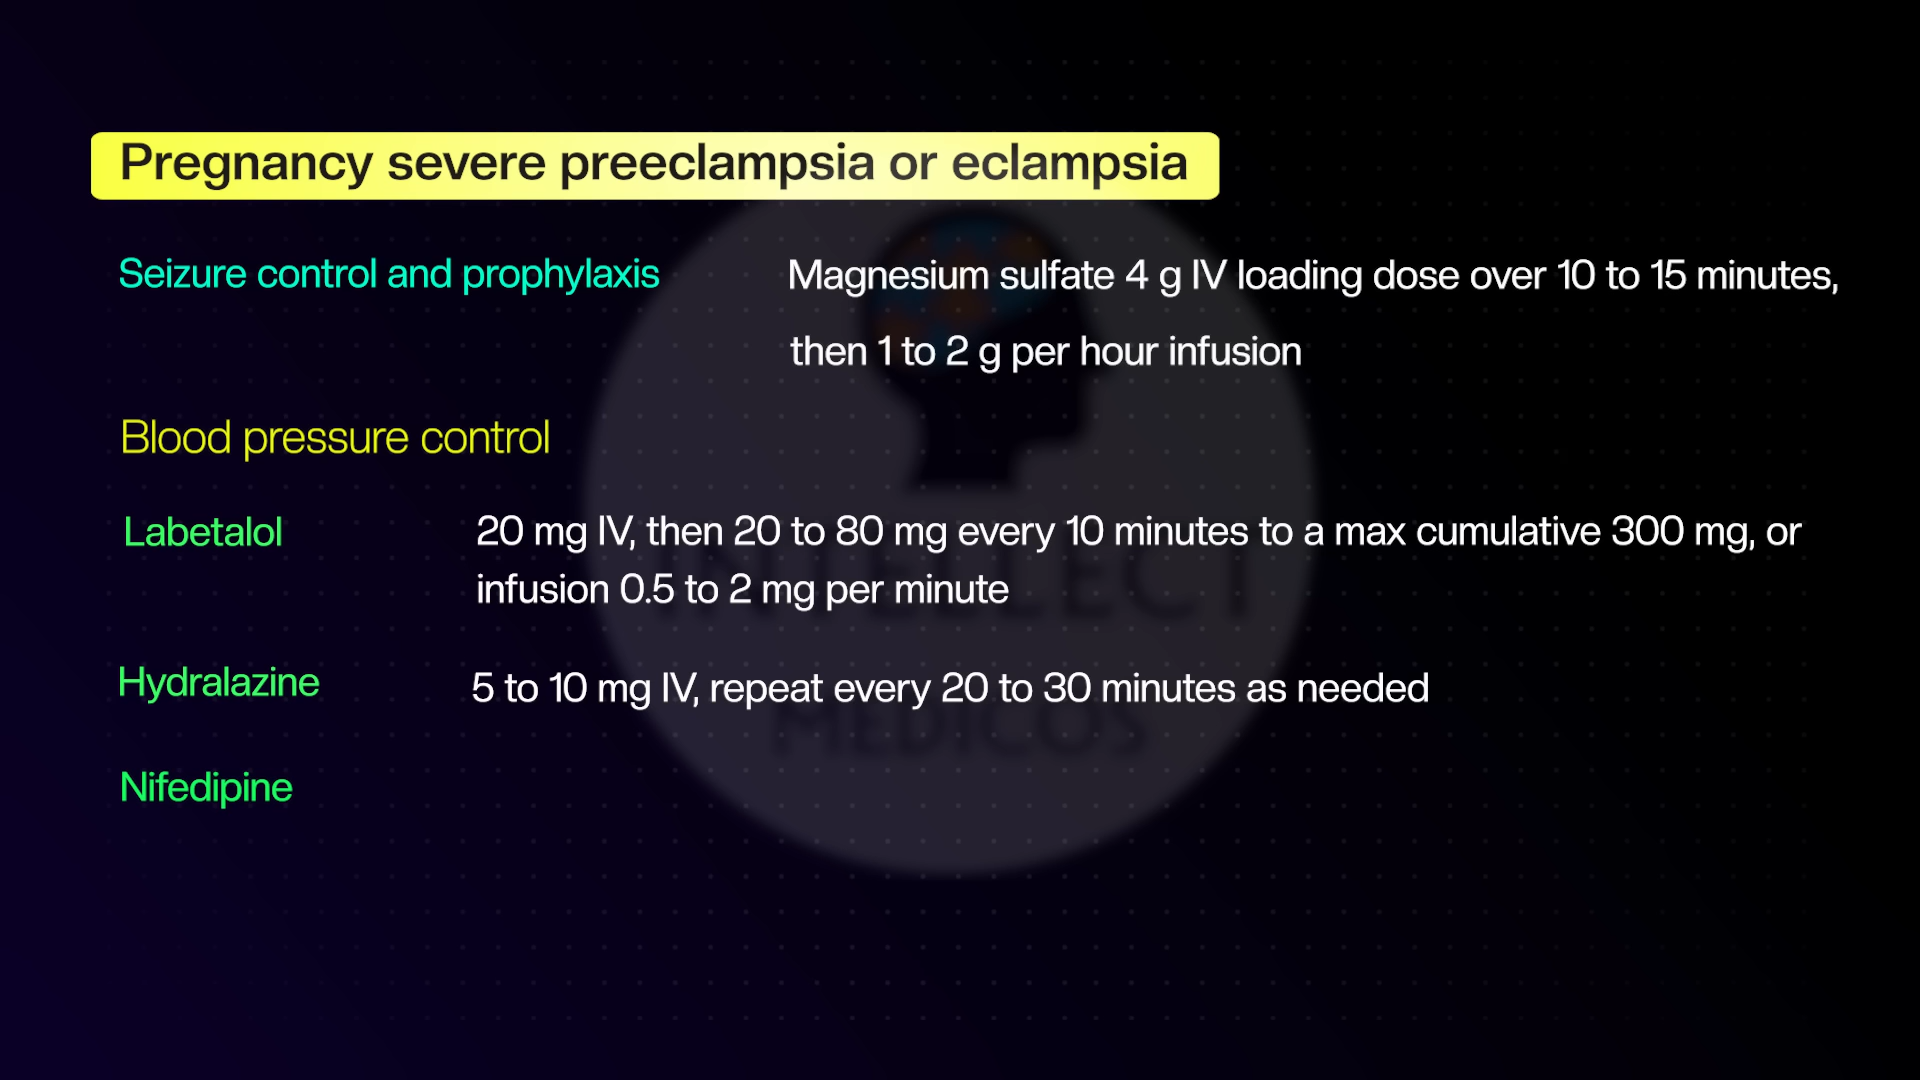 Pregnancy severe preeclampsia or eclampsia
Seizure control and prophylaxis
Magnesium sulfate 4 g IV loading dose over 10 to 15 minutes,
then 1 to 2 g per hour infusion
Blood pressure control
Labetalol
20 mg IV, then 20 to 80 mg every 10 minutes to a max cumulative 300 mg, or
infusion 0.5 to 2 mg per minute
Hydralazine
5 to 10 mg IV, repeat every 20 to 30 minutes as needed
Nifedipine
INTELLECT
MEDICOS